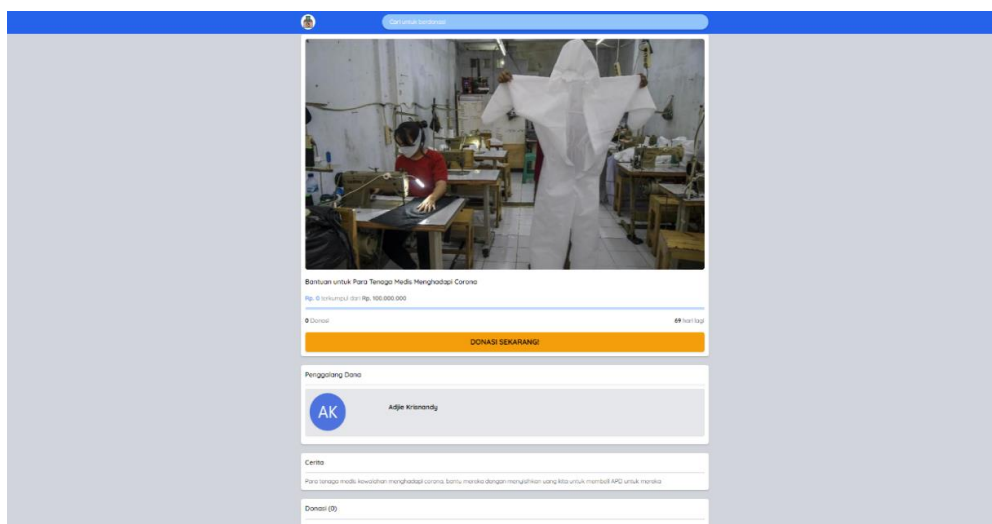 Cari untuk berdonasi
Bantuan untuk Para Tenaga Medis Menghadapi Corona
Rp. 0 terkumpul dari Rp. 100.000.000
0 Donasi
69 hari lagi
DONASI SEKARANG!
Penggalang Dana
AK
Adjie Krisnandy
Cerita
Para tenaga medis kewalahan menghadapi corona, bantu mereka dengan menyisihkan uang kita untuk membeli APD untuk mereka
Donasi (0)